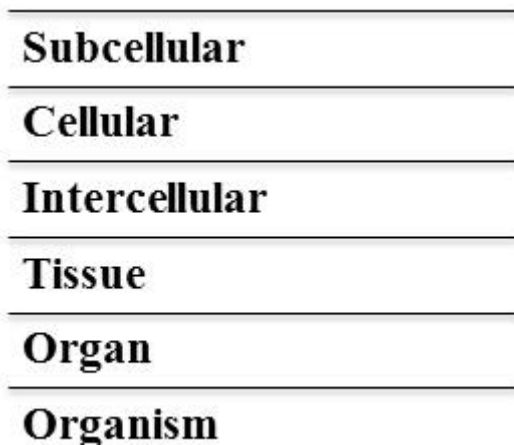 Subcellular
Cellular
Intercellular
Tissue
Organ
Organism